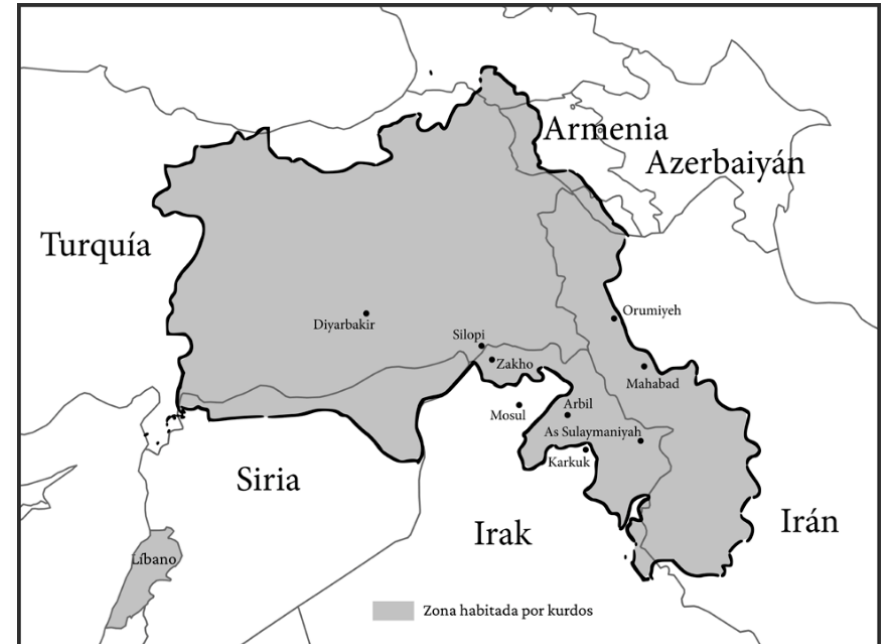 Armenia
Azerbaiyán
Turquía
Orumiyeh
Diyarbakir
Silopi
Zakho
Mahabad
Mosul
Arbil
As Sulaymaniyah
Karkuk
Siria
Irán
Irak
Líbano
Zona habitada por kurdos